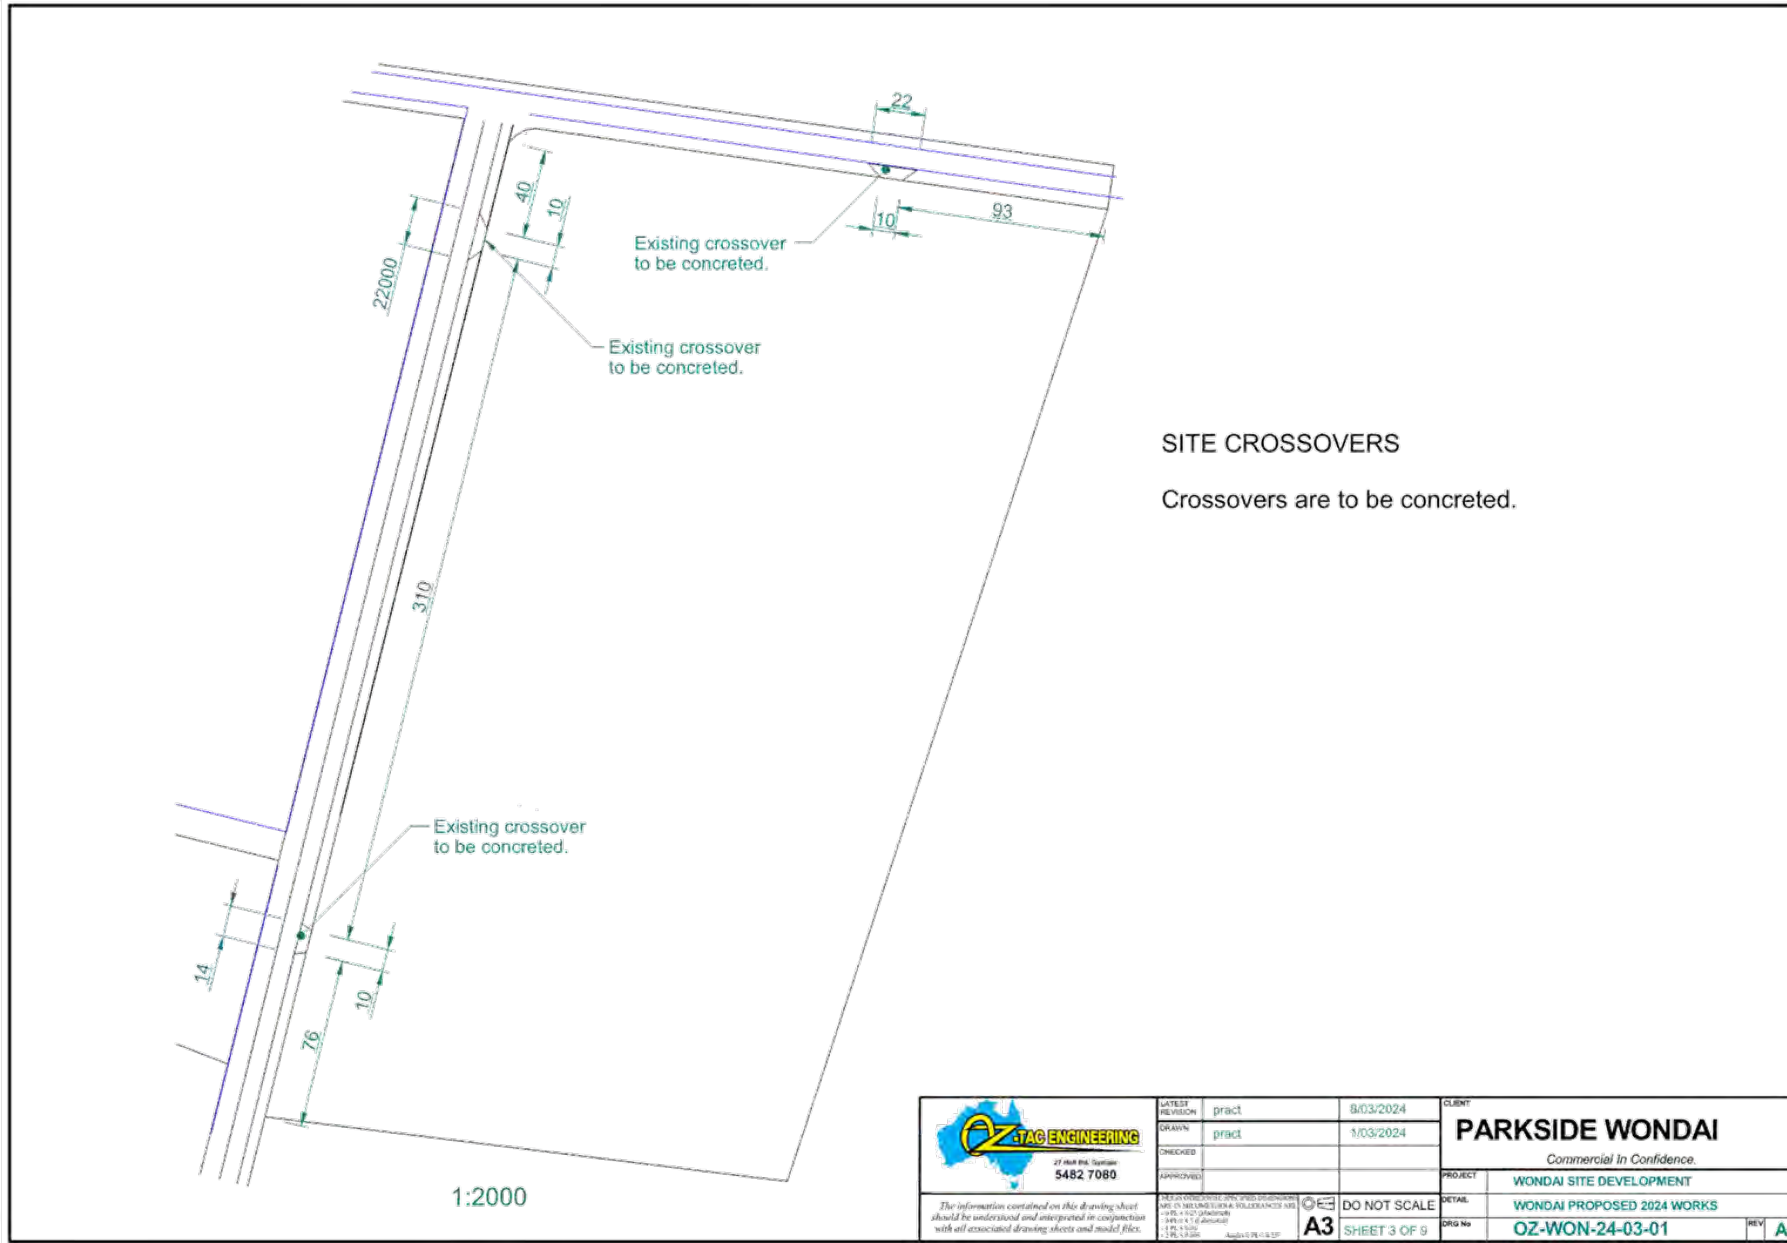 22
40
10
10
93
22000
Existing crossover
to be concreted.
Existing crossover
to be concreted.
310
SITE CROSSOVERS
Crossovers are to be concreted.
Existing crossover
to be concreted.
14
10
76
1:2000
OZ-TAC ENGINEERING
5482 7080
The information contained on this drawing sheet
should be understood and interpreted in conjunction
with all associated drawing sheets and model files.
LATEST
REVISION
pract
8/03/2024
DRAWN
pract
1/03/2024
CHECKED
APPROVED
A3
DO NOT SCALE
SHEET 3 OF 9
CLIENT
PARKSIDE WONDAI
Commercial In Confidence.
PROJECT
WONDAI SITE DEVELOPMENT
DETAIL
WONDAI PROPOSED 2024 WORKS
DRG No
OZ-WON-24-03-01
REV
A